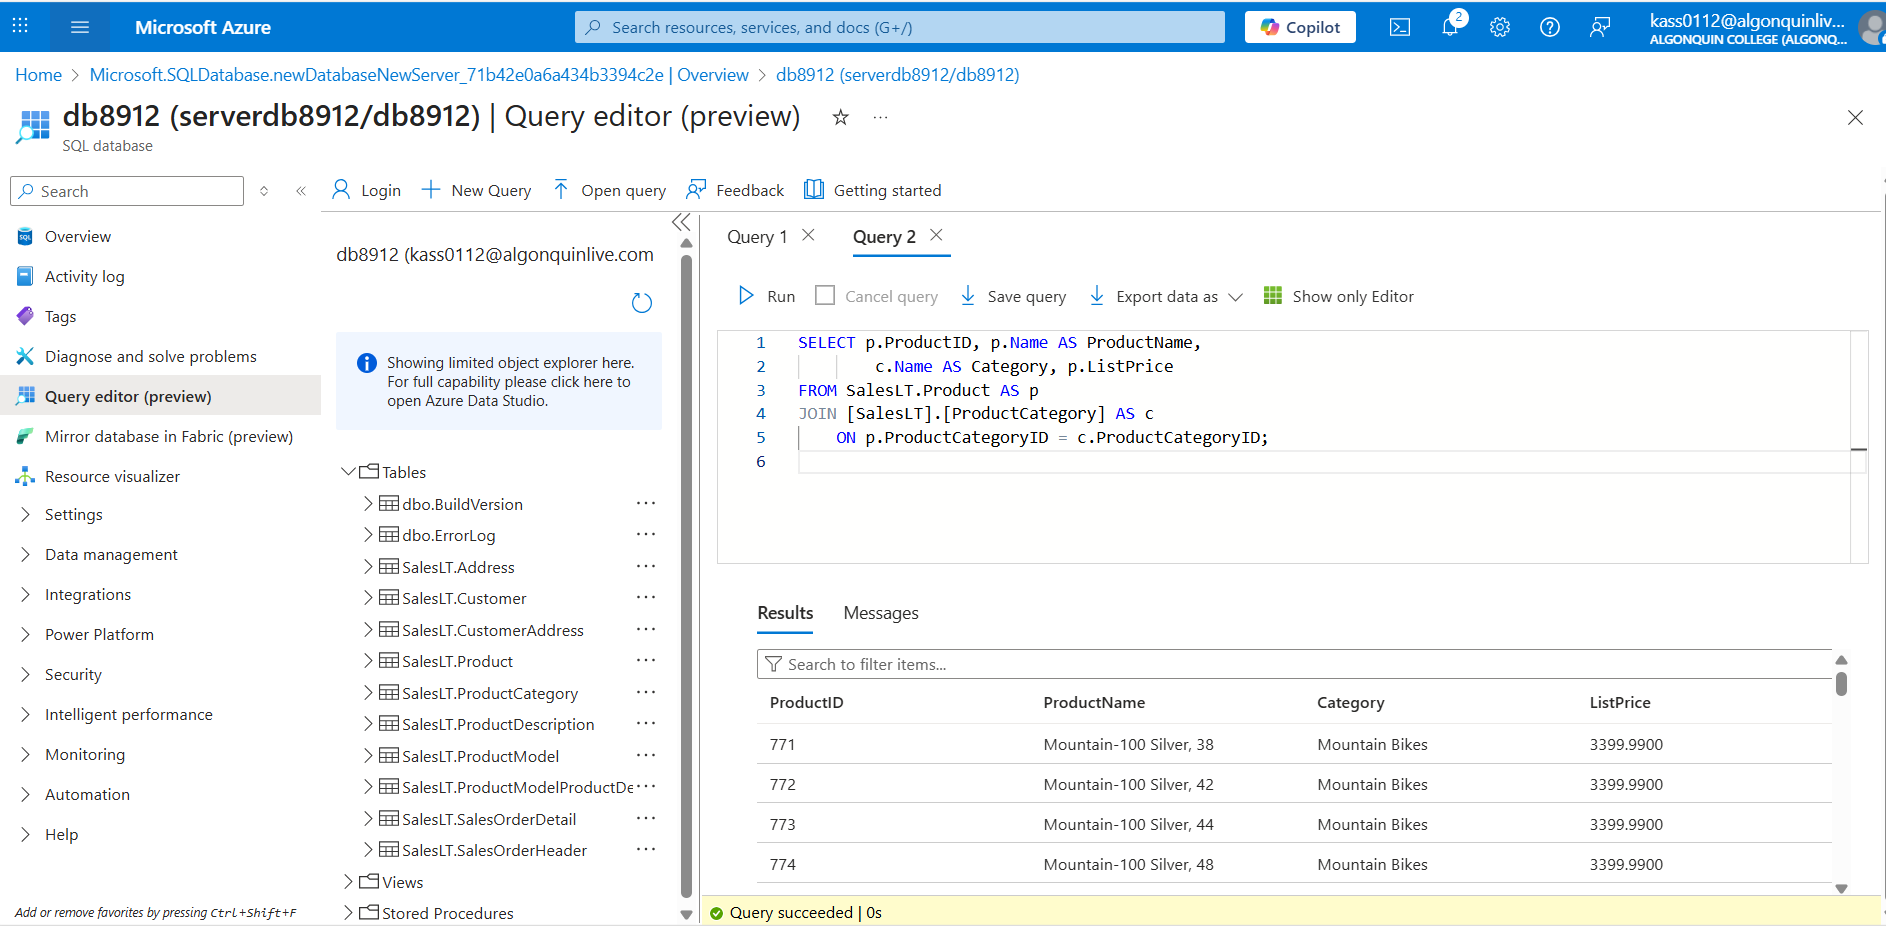 Microsoft Azure
Search resources, services, and docs (G+/)
Copilot
2
kass0112@algonquinliv...
ALGONQUIN COLLEGE (ALGONQ...
Home > Microsoft.SQLDatabase.newDatabaseNewServer_71b42e0a6a434b3394c2e | Overview > db8912 (serverdb8912/db8912)
db8912 (serverdb8912/db8912) | Query editor (preview)
SQL database
Search
Overview
Activity log
Tags
Diagnose and solve problems
Query editor (preview)
Mirror database in Fabric (preview)
Resource visualizer
Settings
Data management
Integrations
Power Platform
Security
Intelligent performance
Monitoring
Automation
Help
Add or remove favorites by pressing Ctrl+Shift+F
Login
New Query
Open query
Feedback
Getting started
db8912 (kass0112@algonquinlive.com
Showing limited object explorer here.
For full capability please click here to
open Azure Data Studio.
Tables
dbo.BuildVersion
dbo.ErrorLog
SalesLT.Address
SalesLT.Customer
SalesLT.CustomerAddress
SalesLT.Product
SalesLT.ProductCategory
SalesLT.ProductDescription
SalesLT.ProductModel
SalesLT.ProductModelProductDe
SalesLT.SalesOrderDetail
SalesLT.SalesOrderHeader
Views
Stored Procedures
Query 1
Query 2
Run
Cancel query
Save query
Export data as
Show only Editor
1 SELECT p.ProductID, p.Name AS ProductName,
2 c.Name AS Category, p.ListPrice
3 FROM SalesLT.Product AS p
4 JOIN [SalesLT].[ProductCategory] AS c
5 ON p.ProductCategoryID = c.ProductCategoryID;
6
Results
Messages
Search to filter items...
ProductID ProductName Category ListPrice
771 Mountain-100 Silver, 38 Mountain Bikes 3399.9900
772 Mountain-100 Silver, 42 Mountain Bikes 3399.9900
773 Mountain-100 Silver, 44 Mountain Bikes 3399.9900
774 Mountain-100 Silver, 48 Mountain Bikes 3399.9900
Query succeeded | 0s